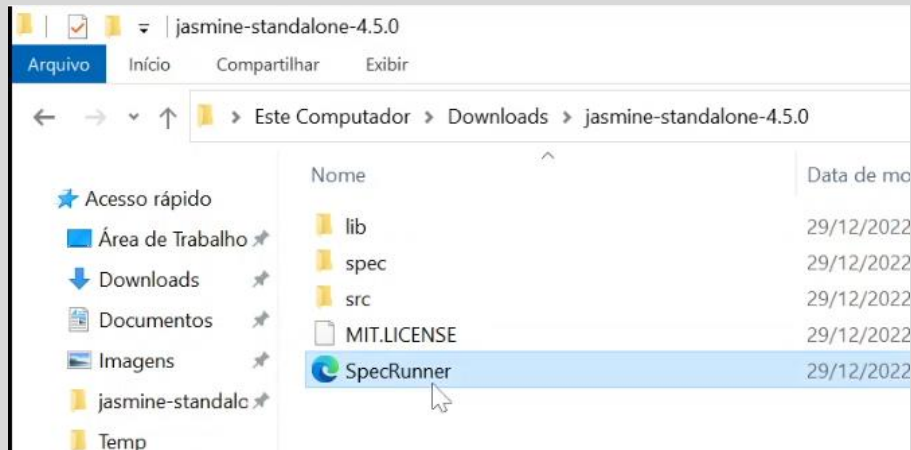 jasmine-standalone-4.5.0
Arquivo Início Compartilhar Exibir
Este Computador > Downloads > jasmine-standalone-4.5.0
Nome Data de mo
Acesso rápido
Área de Trabalho
Downloads
Documentos
Imagens
jasmine-standalc
Temp
lib 29/12/2022
spec 29/12/2022
src 29/12/2022
MIT.LICENSE 29/12/2022
SpecRunner 29/12/2022